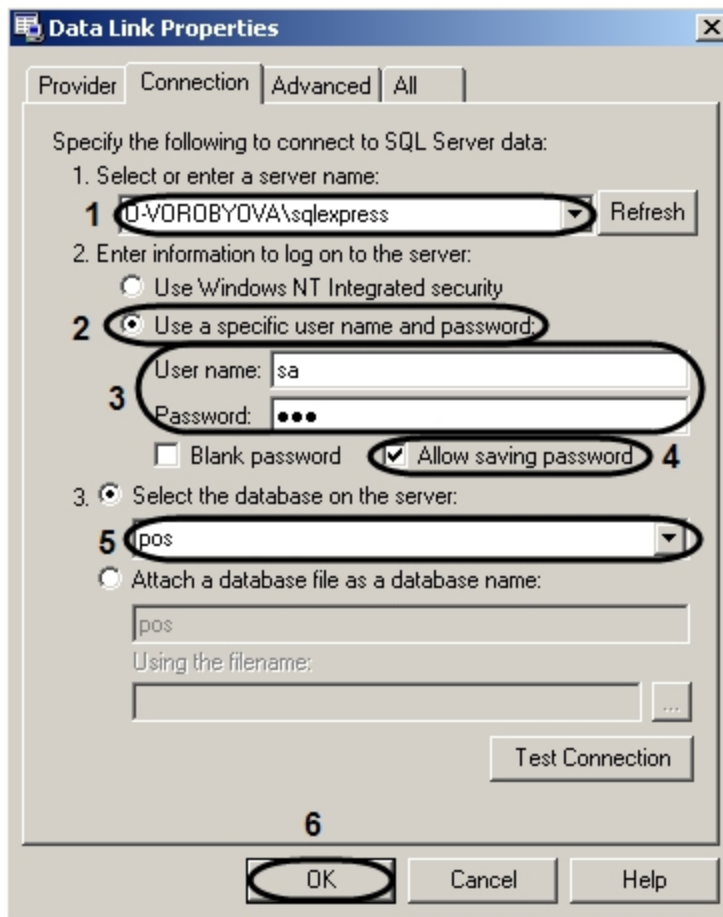 Data Link Properties
Provider Connection Advanced All
Specify the following to connect to SQL Server data:
1. Select or enter a server name:
1 O-VOROBYOVA\sqlexpress Refresh
2. Enter information to log on to the server:
Use Windows NT Integrated security
2 Use a specific user name and password:
User name: sa
3
Password: •••
Blank password Allow saving password 4
3. Select the database on the server:
5 pos
Attach a database file as a database name:
pos
Using the filename:
...
Test Connection
6
OK Cancel Help